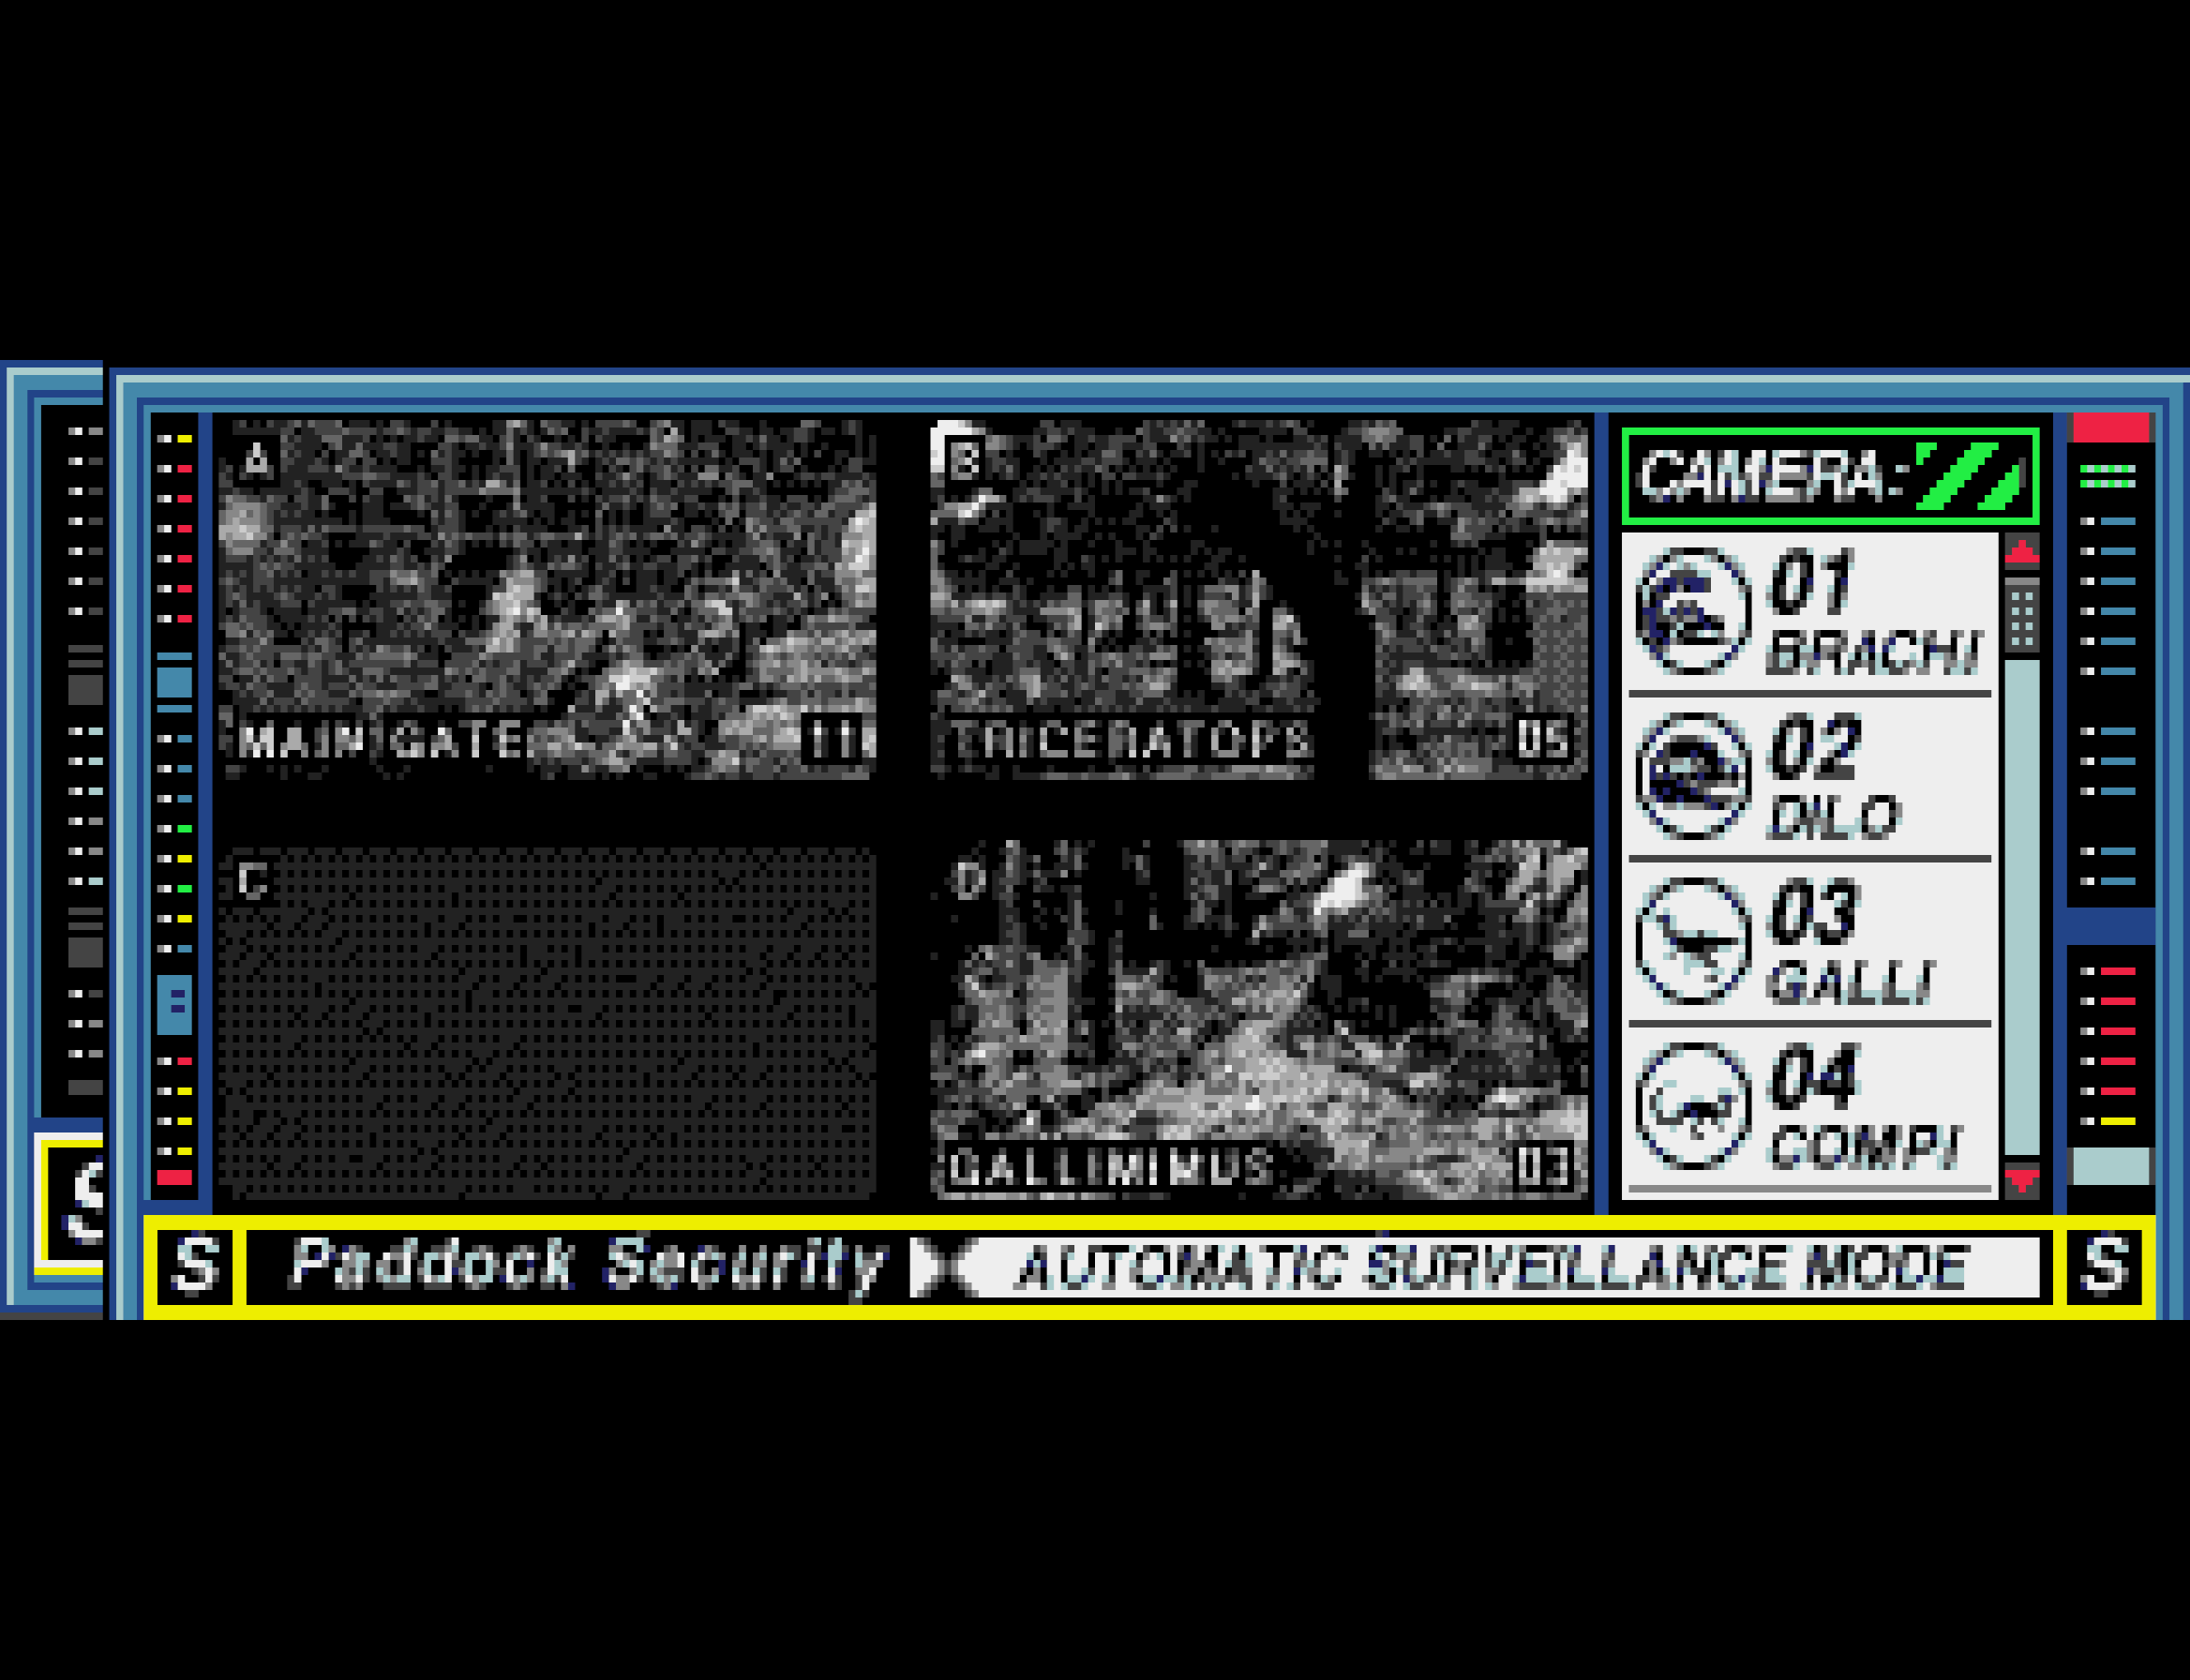 A
MAIN GATE 11
B
TRICERATOPS 05
C
D
GALLIMIMUS 03
CAMERA:
01
BRACHI
02
DILO
03
GALLI
04
COMPI
S
S Paddock Security AUTOMATIC SURVEILLANCE MODE S